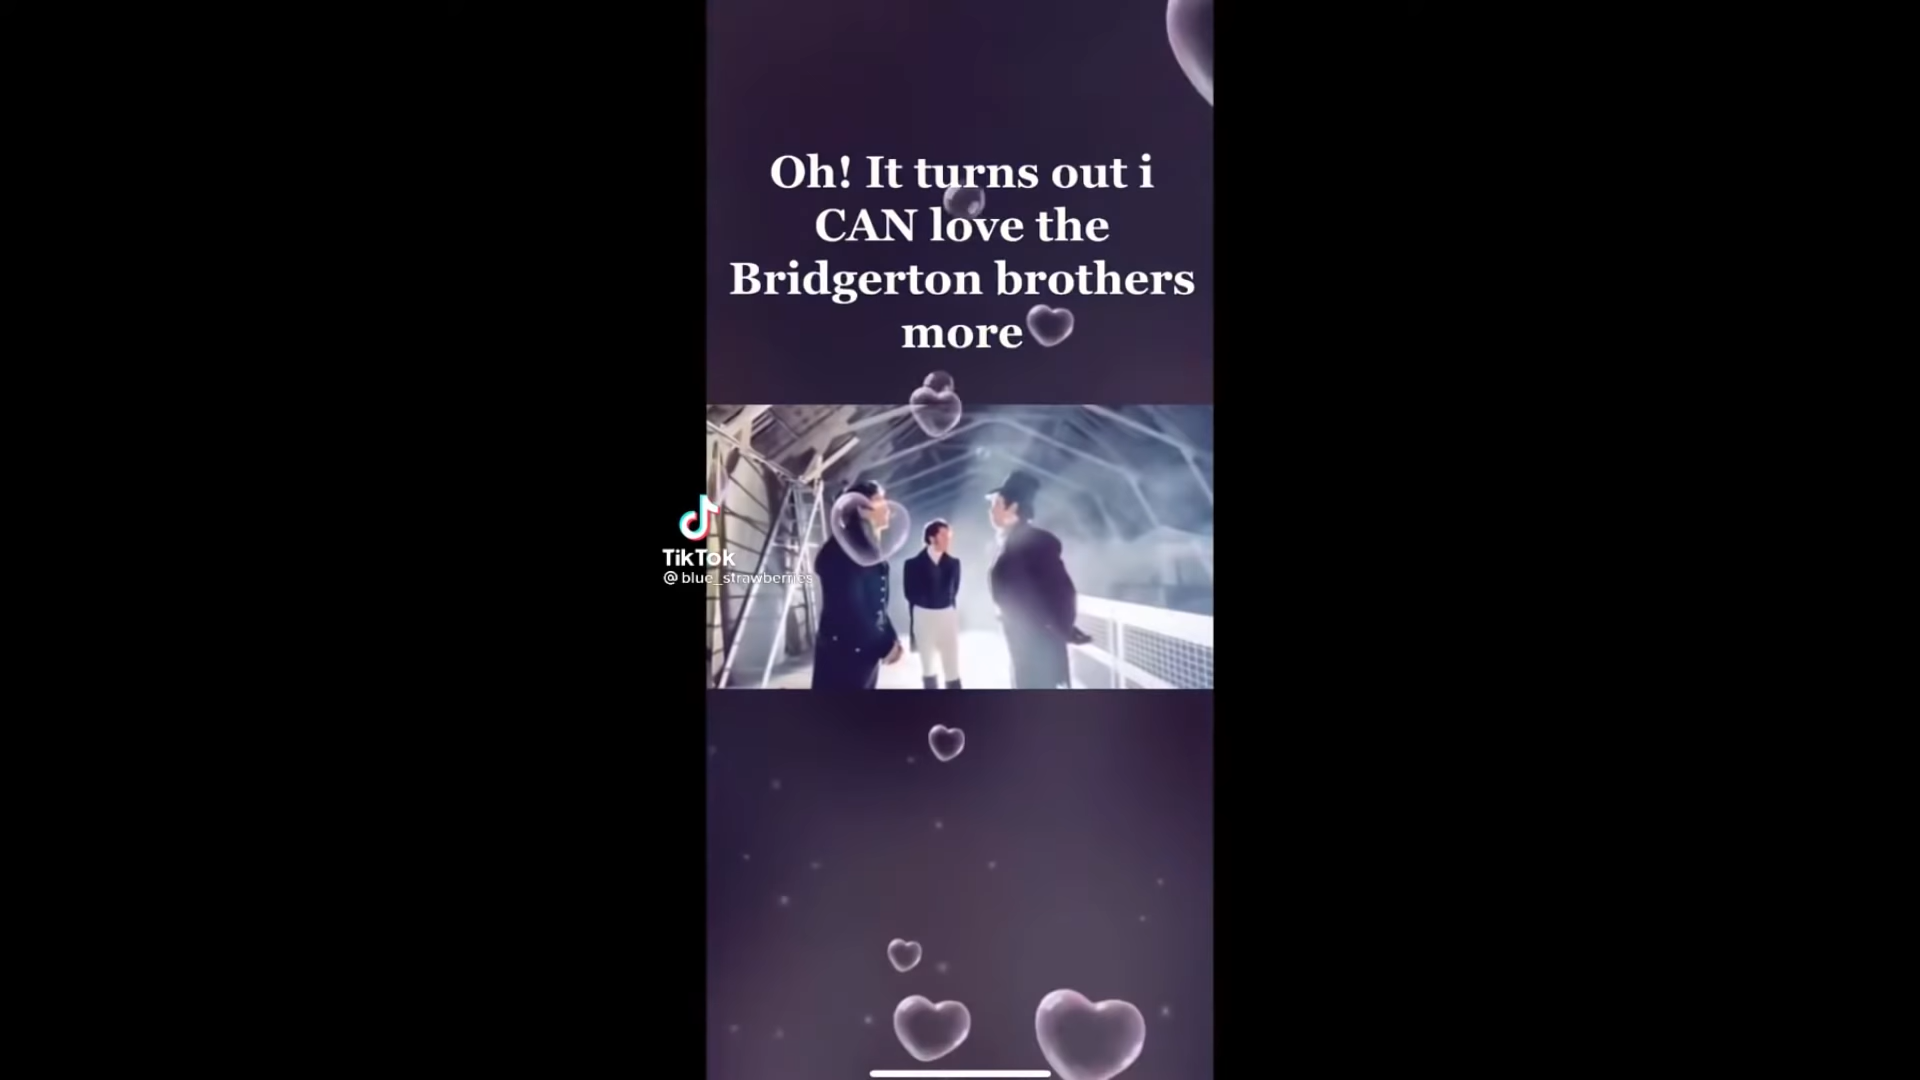 Oh! It turns out i
CAN love the
Bridgerton brothers
more
TikTok
@blue_strawberries